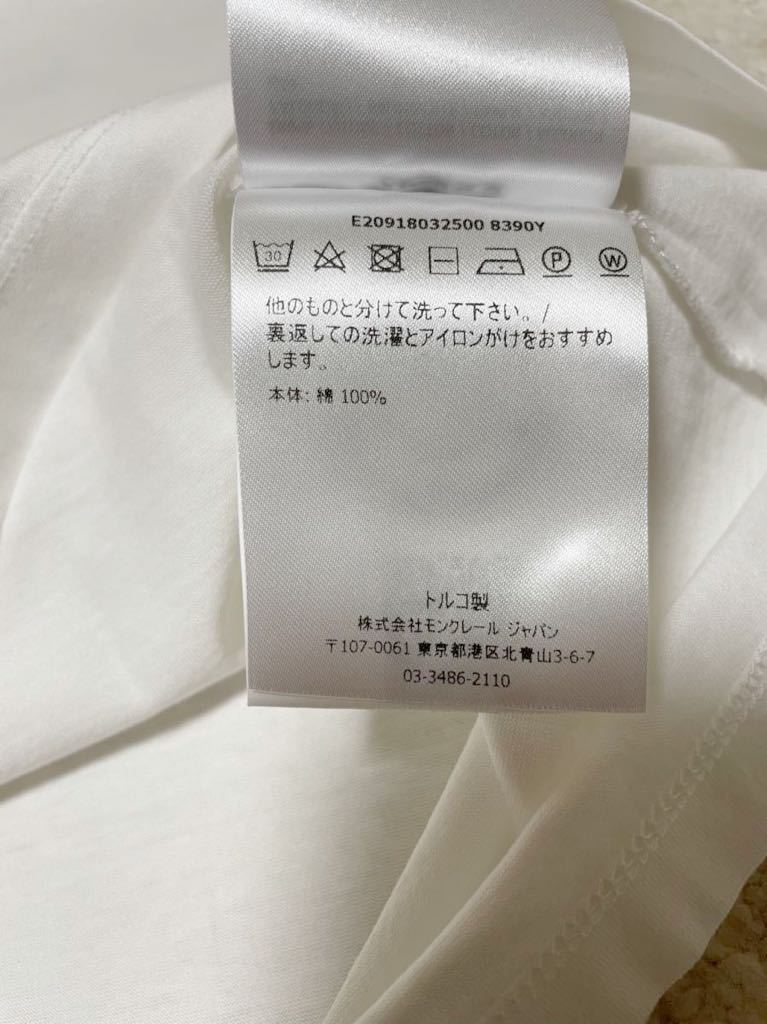 E20918032500 8390Y
30
P
W
他のものと分けて洗って下さい。/
裏返しての洗濯とアイロンがけをおすすめ
します。
本体: 綿 100%
トルコ製
株式会社モンクレール ジャパン
〒107-0061 東京都港区北青山3-6-7
03-3486-2110